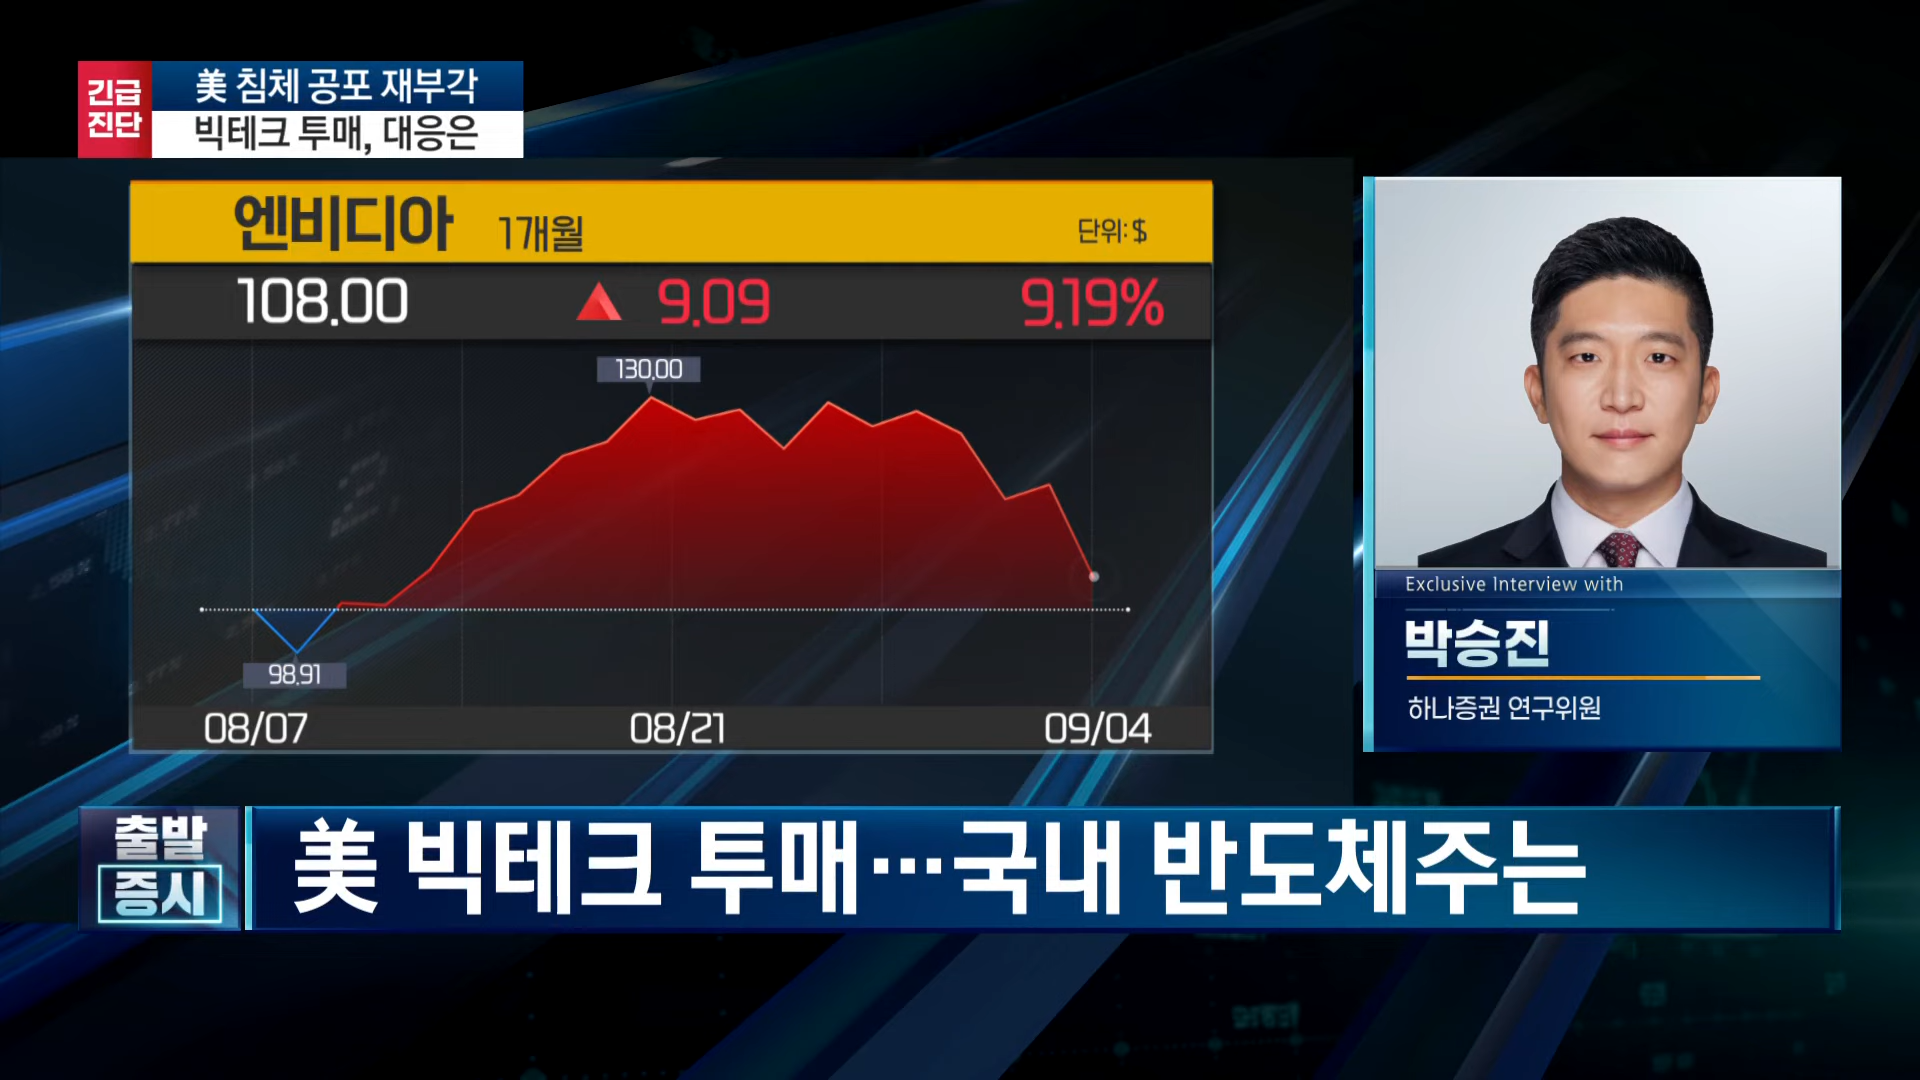 긴급
진단
美 침체 공포 재부각
빅테크 투매, 대응은
엔비디아 1개월 단위:$
108.00 ▲ 9.09 9.19%
130.00
98.91
08/07 08/21 09/04
Exclusive Interview with
박승진
하나증권 연구위원
출발
증시
美 빅테크 투매…국내 반도체주는